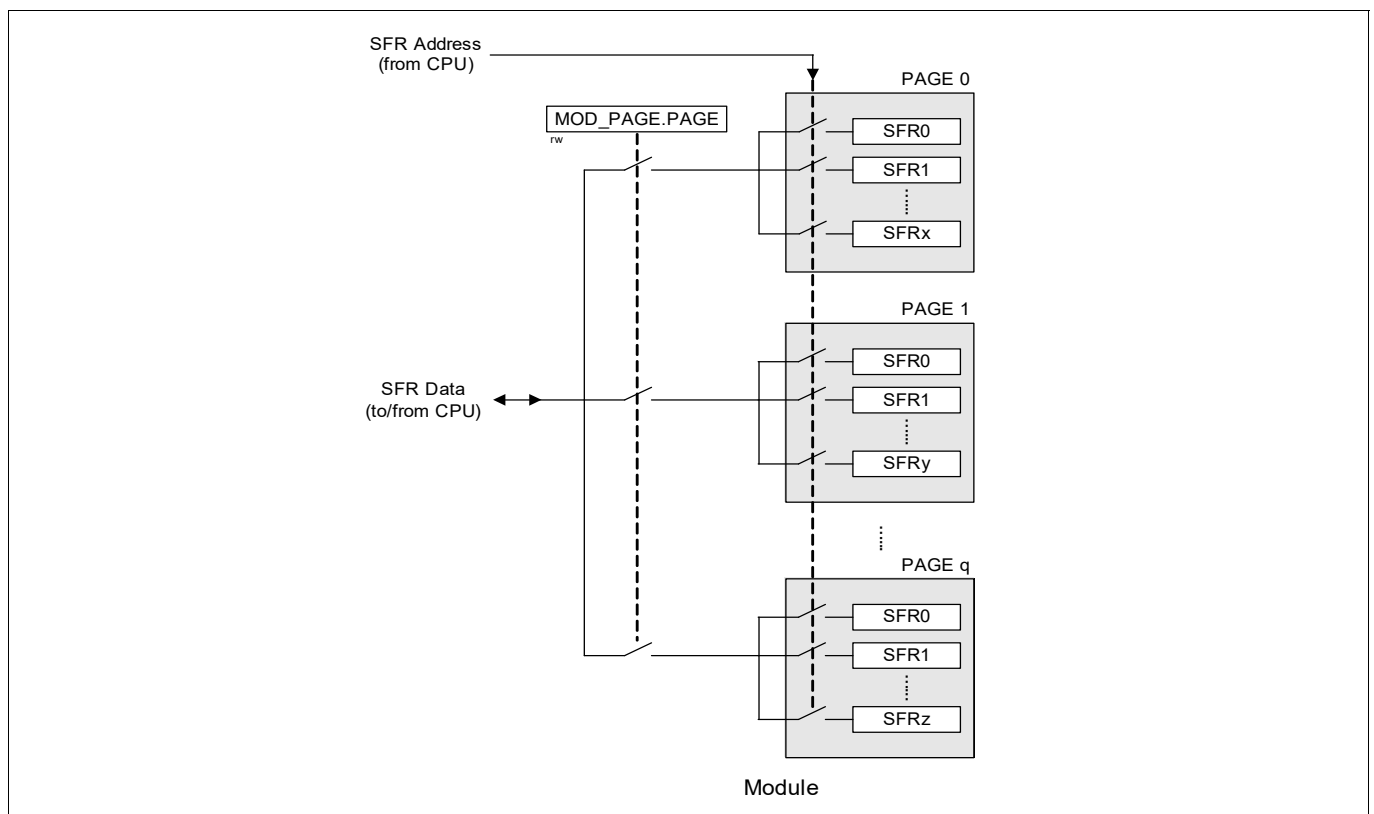 SFR Address
(from CPU)
PAGE 0
MOD_PAGE.PAGE
rw
SFR0
SFR1
SFRx
PAGE 1
SFR0
SFR Data
(to/from CPU)
SFR1
SFRy
PAGE q
SFR0
SFR1
SFRz
Module